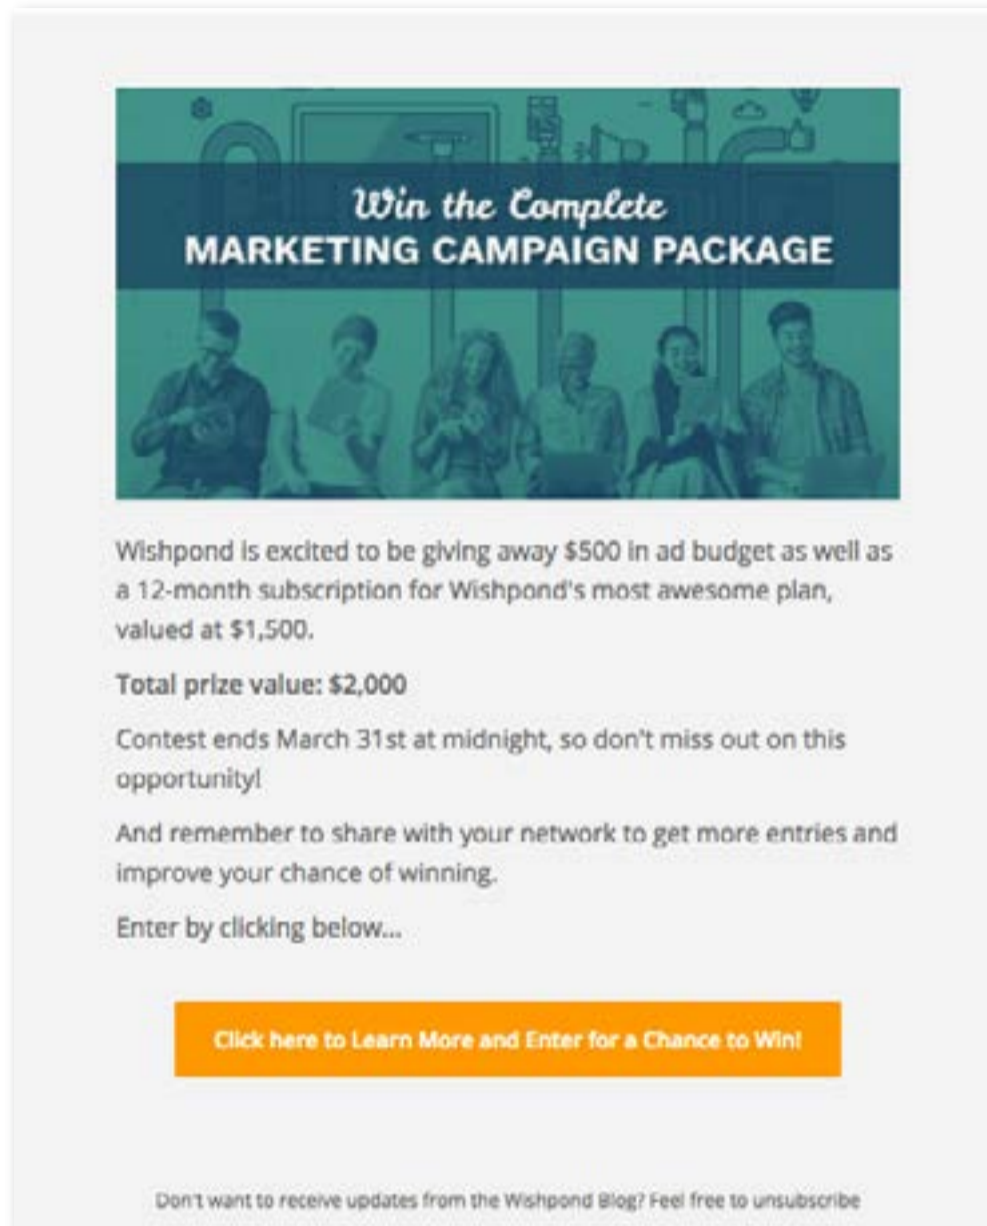 Win the Complete
MARKETING CAMPAIGN PACKAGE
Wishpond is excited to be giving away $500 in ad budget as well as
a 12-month subscription for Wishpond's most awesome plan,
valued at $1,500.
Total prize value: $2,000
Contest ends March 31st at midnight, so don't miss out on this
opportunity!
And remember to share with your network to get more entries and
improve your chance of winning.
Enter by clicking below...
Click here to Learn More and Enter for a Chance to Win!
Don't want to receive updates from the Wishpond Blog? Feel free to unsubscribe